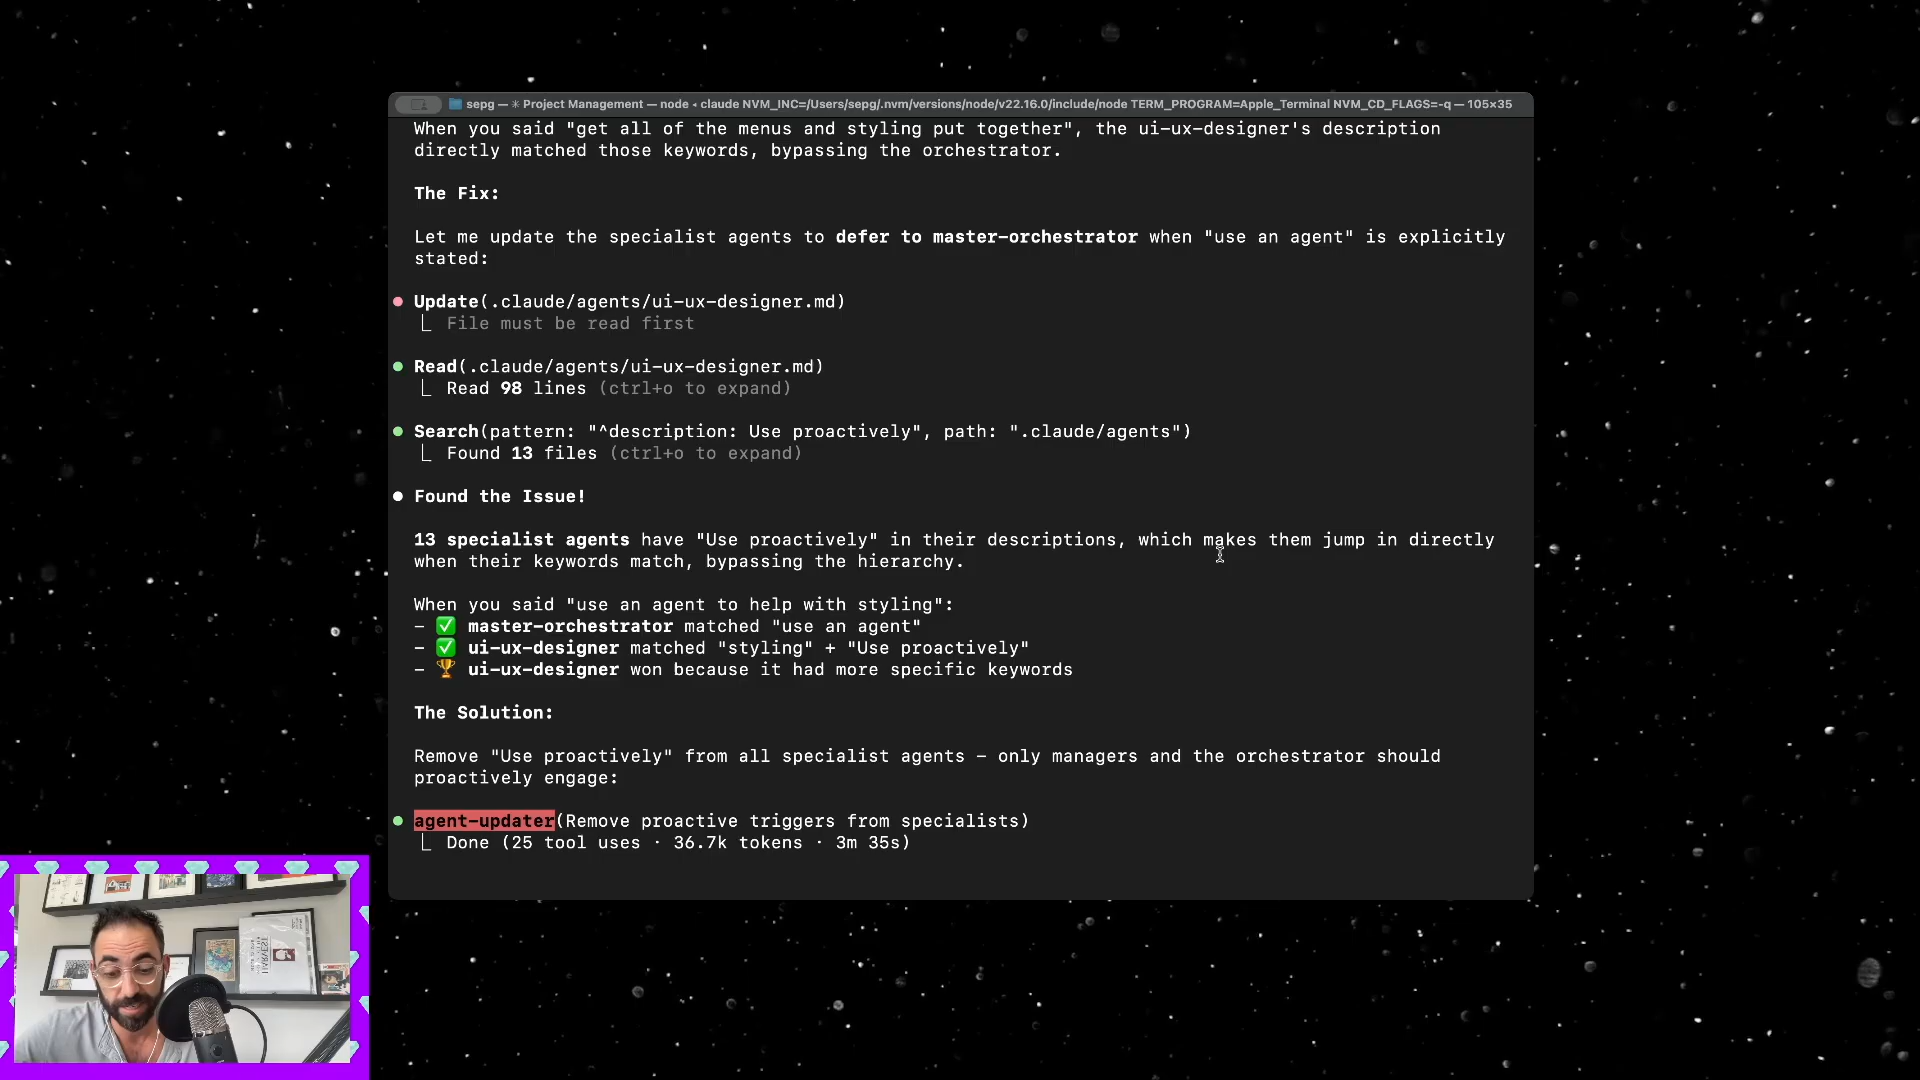 sepg — ✳ Project Management — node ◂ claude NVM_INC=/Users/sepg/.nvm/versions/node/v22.16.0/include/node TERM_PROGRAM=Apple_Terminal NVM_CD_FLAGS=-q — 105×35
When you said "get all of the menus and styling put together", the ui-ux-designer's description
directly matched those keywords, bypassing the orchestrator.
The Fix:
Let me update the specialist agents to defer to master-orchestrator when "use an agent" is explicitly
stated:
● Update(.claude/agents/ui-ux-designer.md)
⎿ File must be read first
● Read(.claude/agents/ui-ux-designer.md)
⎿ Read 98 lines (ctrl+o to expand)
● Search(pattern: "^description: Use proactively", path: ".claude/agents")
⎿ Found 13 files (ctrl+o to expand)
● Found the Issue!
13 specialist agents have "Use proactively" in their descriptions, which makes them jump in directly
when their keywords match, bypassing the hierarchy.
When you said "use an agent to help with styling":
- ✅ master-orchestrator matched "use an agent"
- ✅ ui-ux-designer matched "styling" + "Use proactively"
- 🏆 ui-ux-designer won because it had more specific keywords
The Solution:
Remove "Use proactively" from all specialist agents - only managers and the orchestrator should
proactively engage:
● agent-updater(Remove proactive triggers from specialists)
⎿ Done (25 tool uses · 36.7k tokens · 3m 35s)